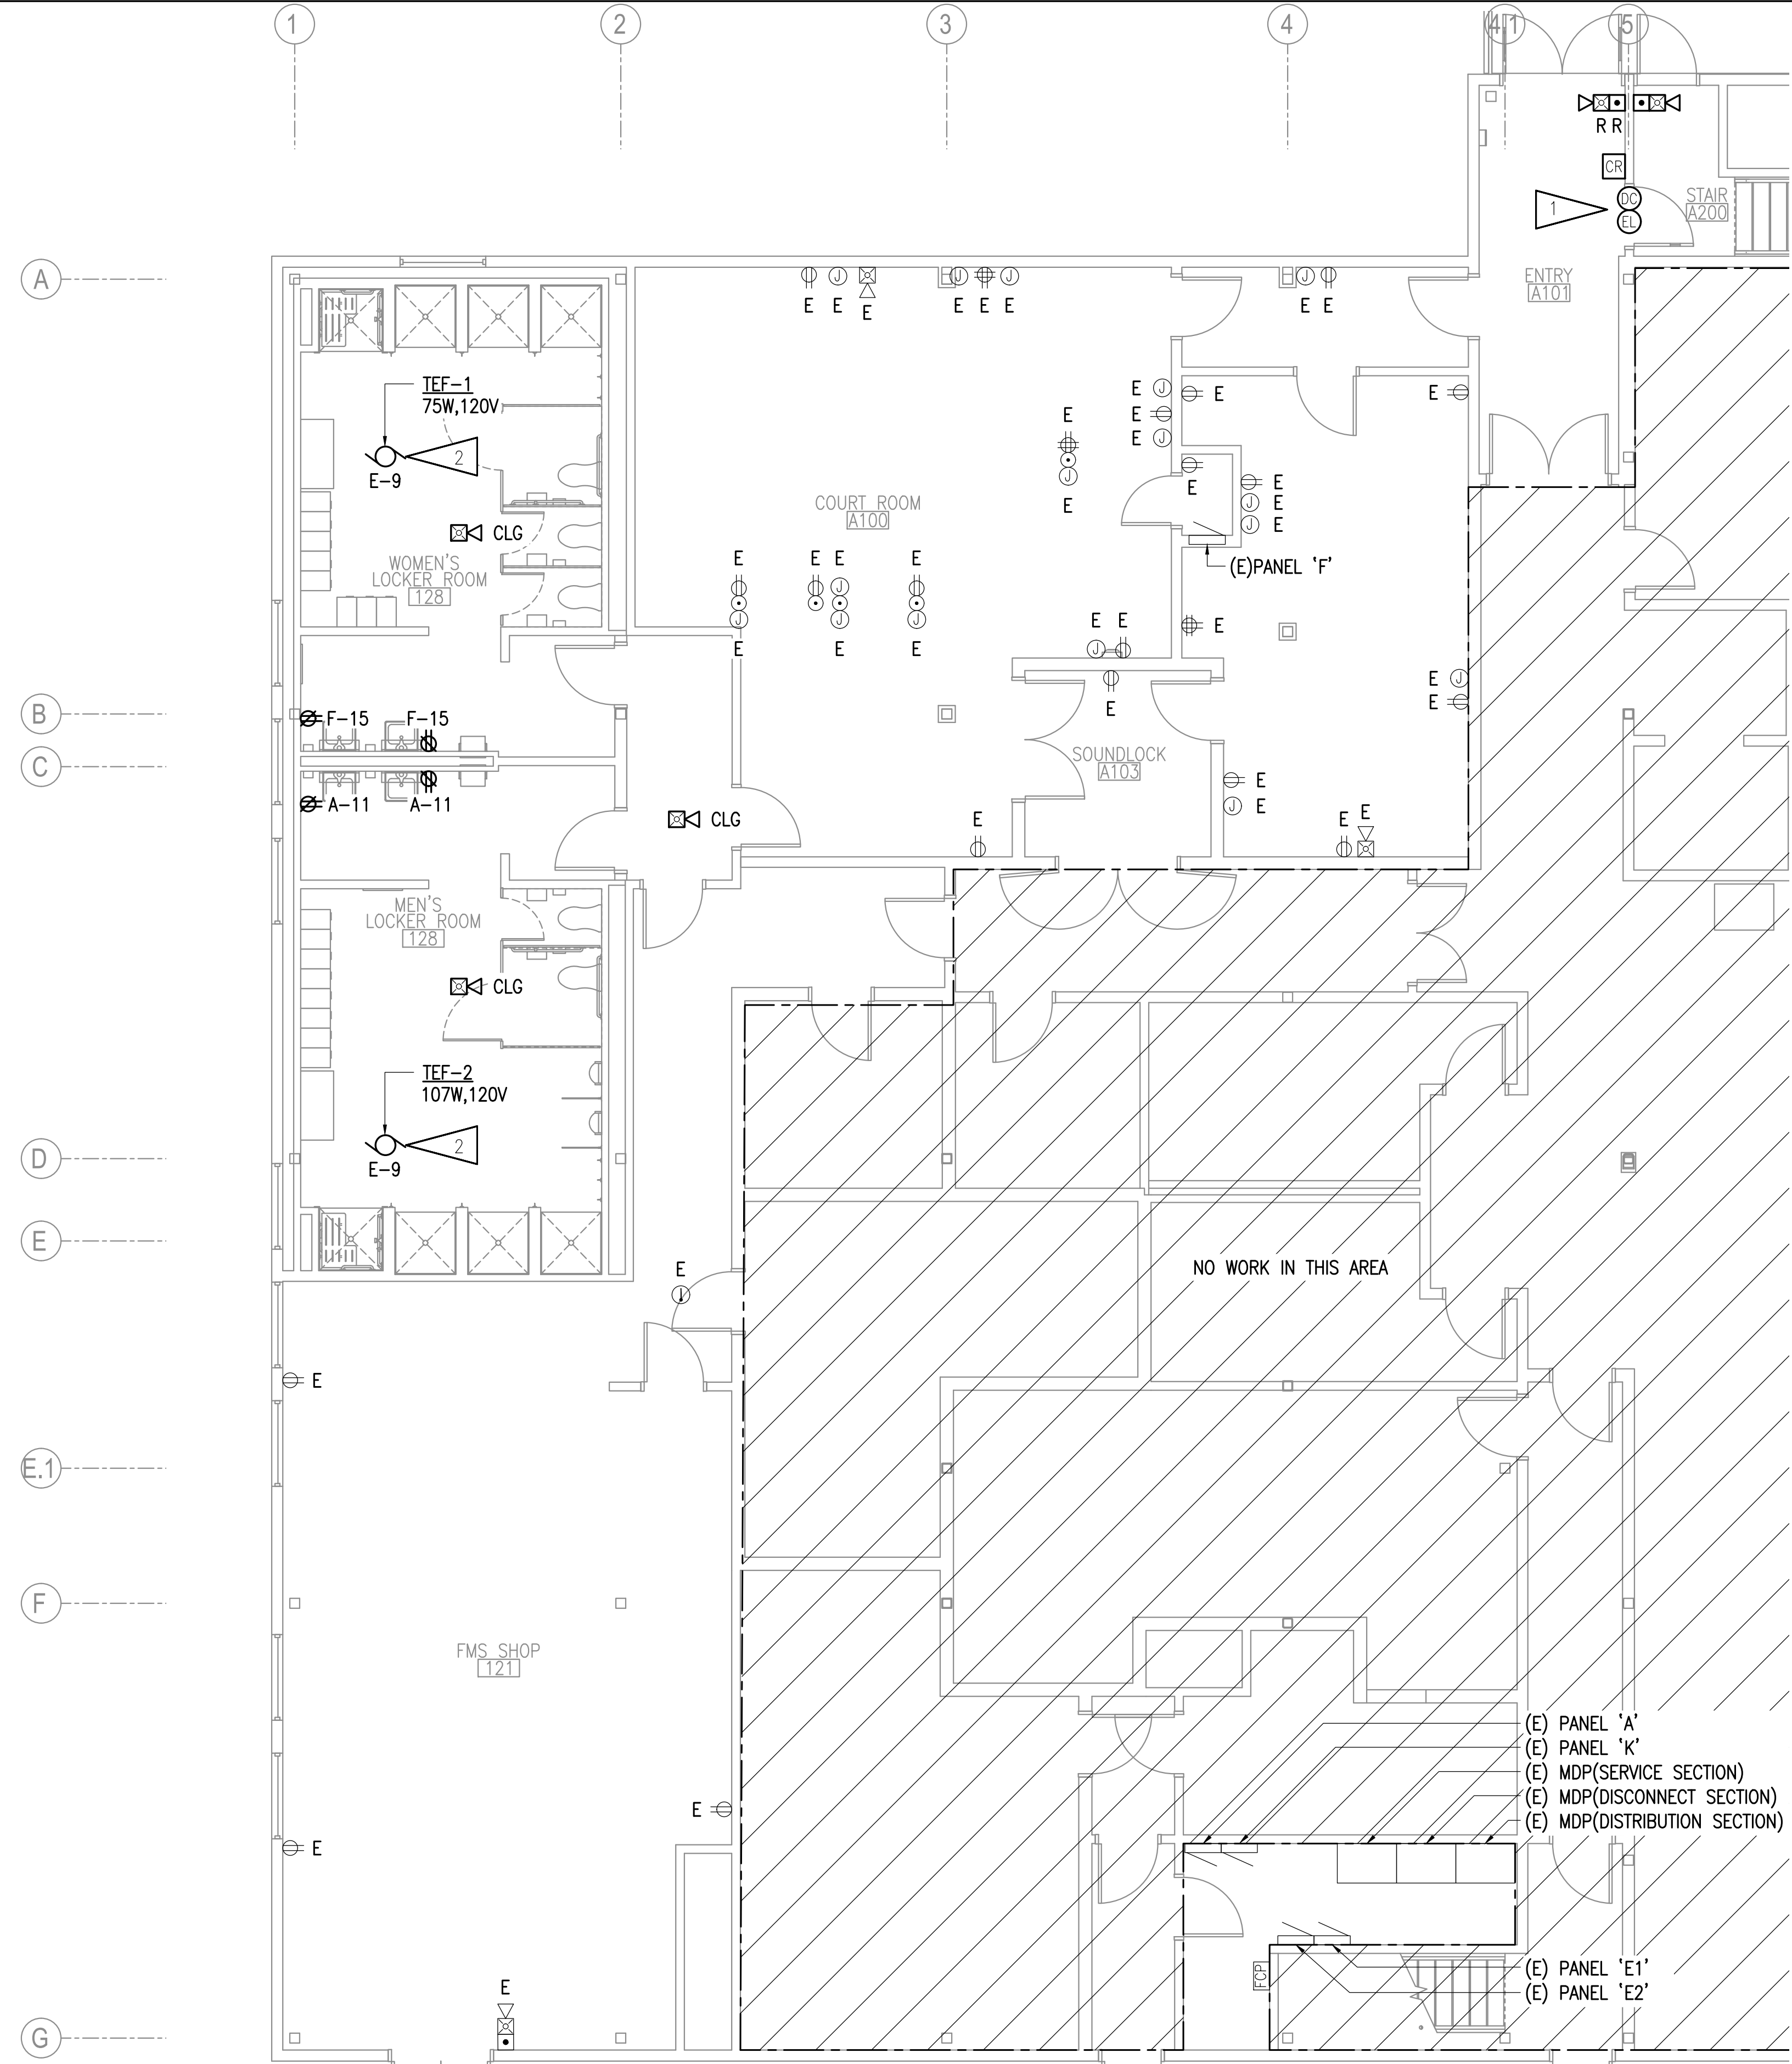 1 2 3 4 4.1 5
R R
CR
DC
EL
1
STAIR
A200
A
ENTRY
A101
E E E E E E E E
TEF-1
75W,120V
2
E-9
E E
E
E
E
E
E
E
E
E
E
E
COURT ROOM
A100
CLG
WOMEN'S
LOCKER ROOM
128
(E)PANEL 'F'
E E E E
E
E E E
E E
E
E
E
B
F-15 F-15
C
SOUNDLOCK
A103
A-11 A-11
E
E
CLG
E
E E
MEN'S
LOCKER ROOM
128
CLG
TEF-2
107W,120V
2
E-9
D
E
NO WORK IN THIS AREA
E
E
E.1
F
FMS SHOP
121
(E) PANEL 'A'
(E) PANEL 'K'
(E) MDP(SERVICE SECTION)
(E) MDP(DISCONNECT SECTION)
(E) MDP(DISTRIBUTION SECTION)
E
E
FCP
(E) PANEL 'E1'
(E) PANEL 'E2'
E
G